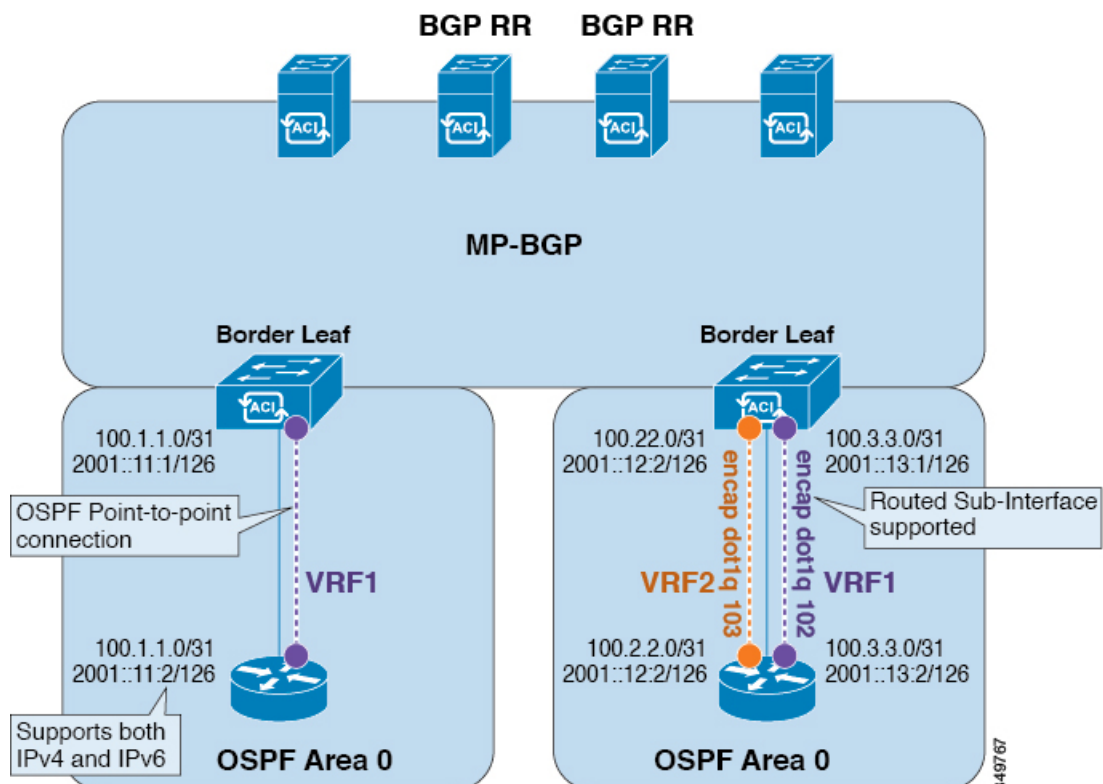 BGP RR
BGP RR
ACI
ACI
ACI
ACI
MP-BGP
Border Leaf
Border Leaf
ACI
ACI
100.1.1.0/31
2001::11:1/126
100.22.0/31
2001::12:2/126
100.3.3.0/31
2001::13:1/126
OSPF Point-to-point
connection
Routed Sub-Interface
supported
VRF1
VRF2
encap dot1q 103
encap dot1q 102
VRF1
100.1.1.0/31
2001::11:2/126
100.2.2.0/31
2001::12:2/126
100.3.3.0/31
2001::13:2/126
Supports both
IPv4 and IPv6
OSPF Area 0
OSPF Area 0